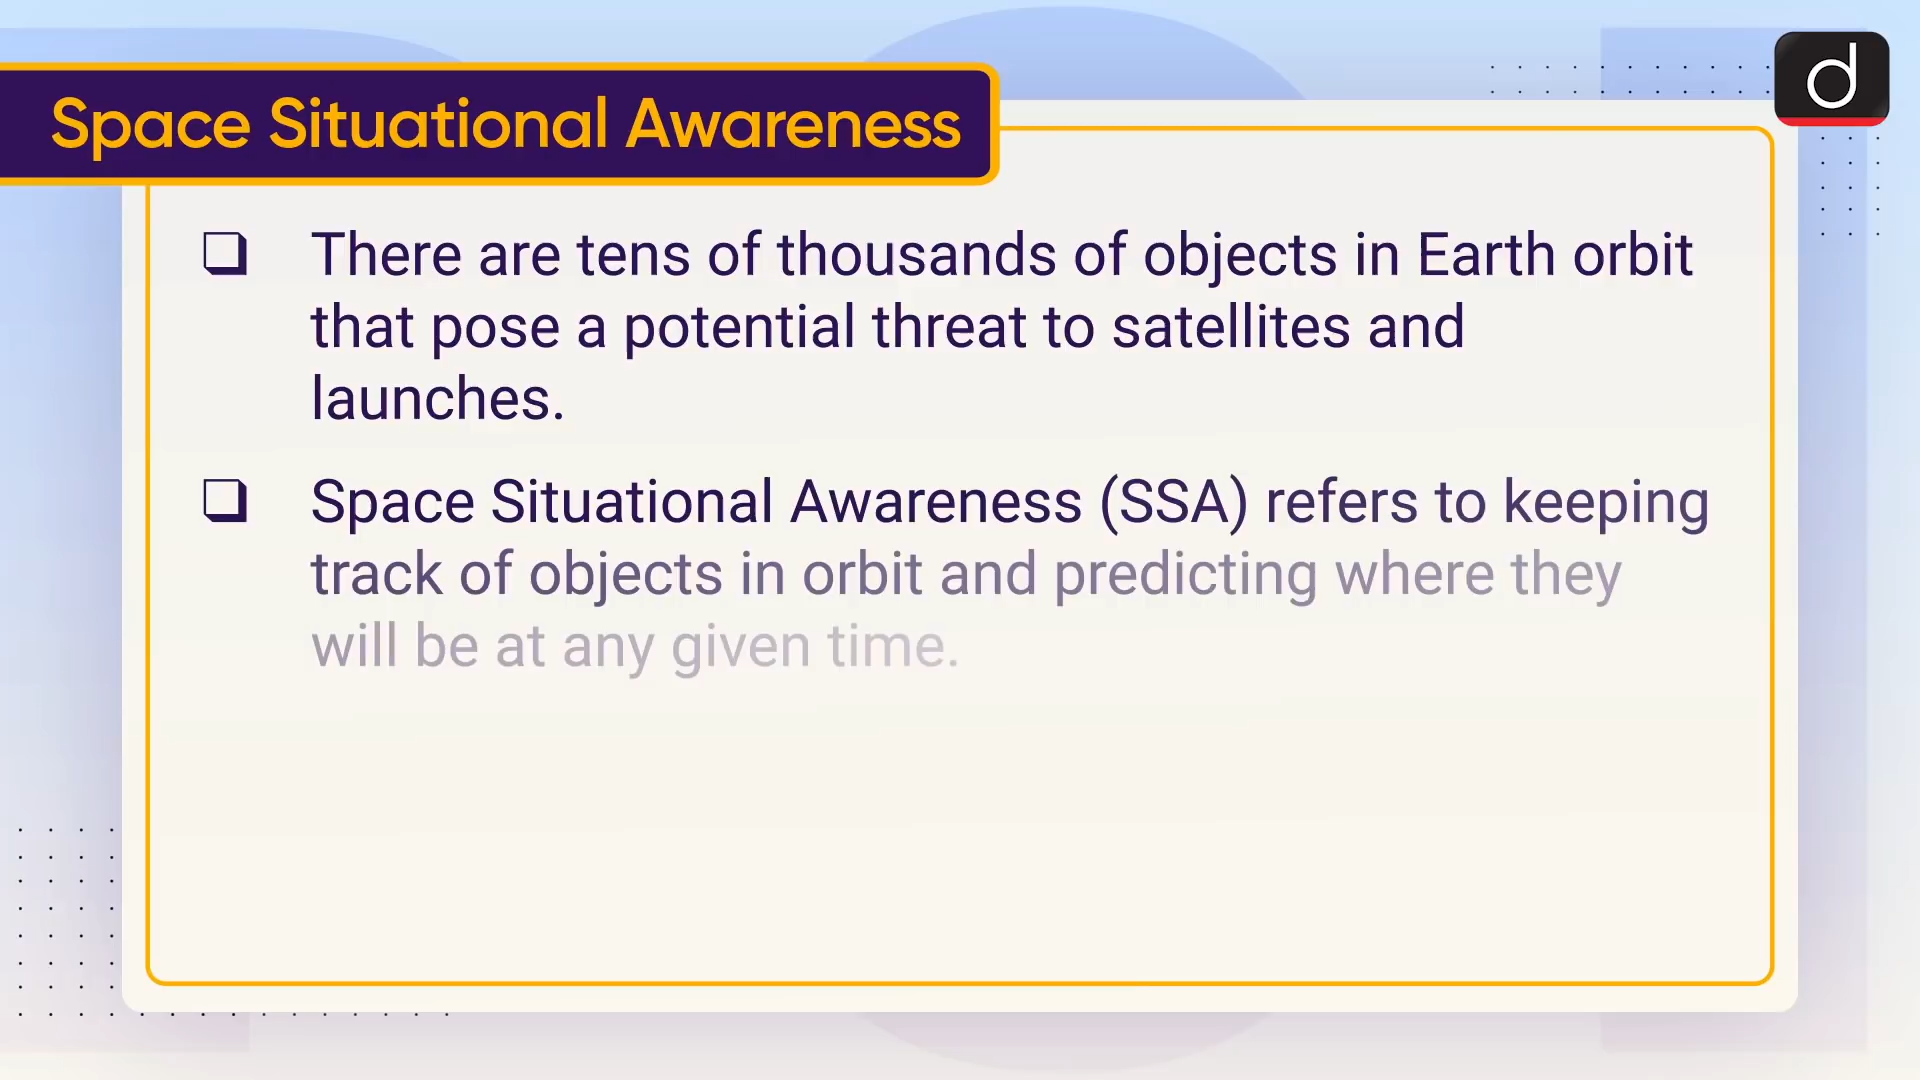 Space Situational Awareness
d
❑ There are tens of thousands of objects in Earth orbit
that pose a potential threat to satellites and
launches.
❑ Space Situational Awareness (SSA) refers to keeping
track of objects in orbit and predicting where they
will be at any given time.